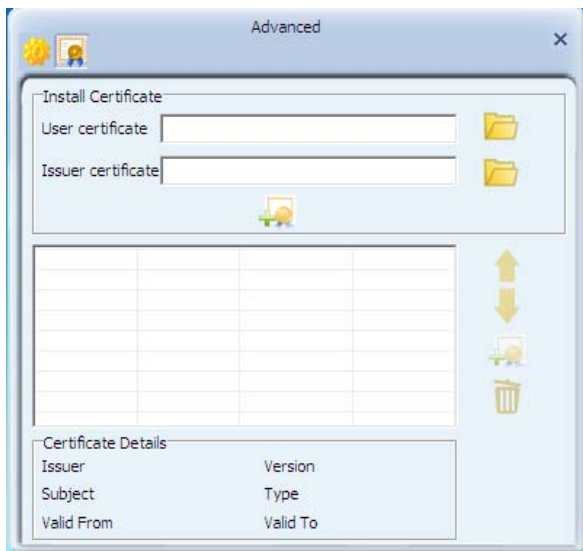 Advanced
Install Certificate
User certificate
Issuer certificate
Certificate Details
Issuer Version
Subject Type
Valid From Valid To